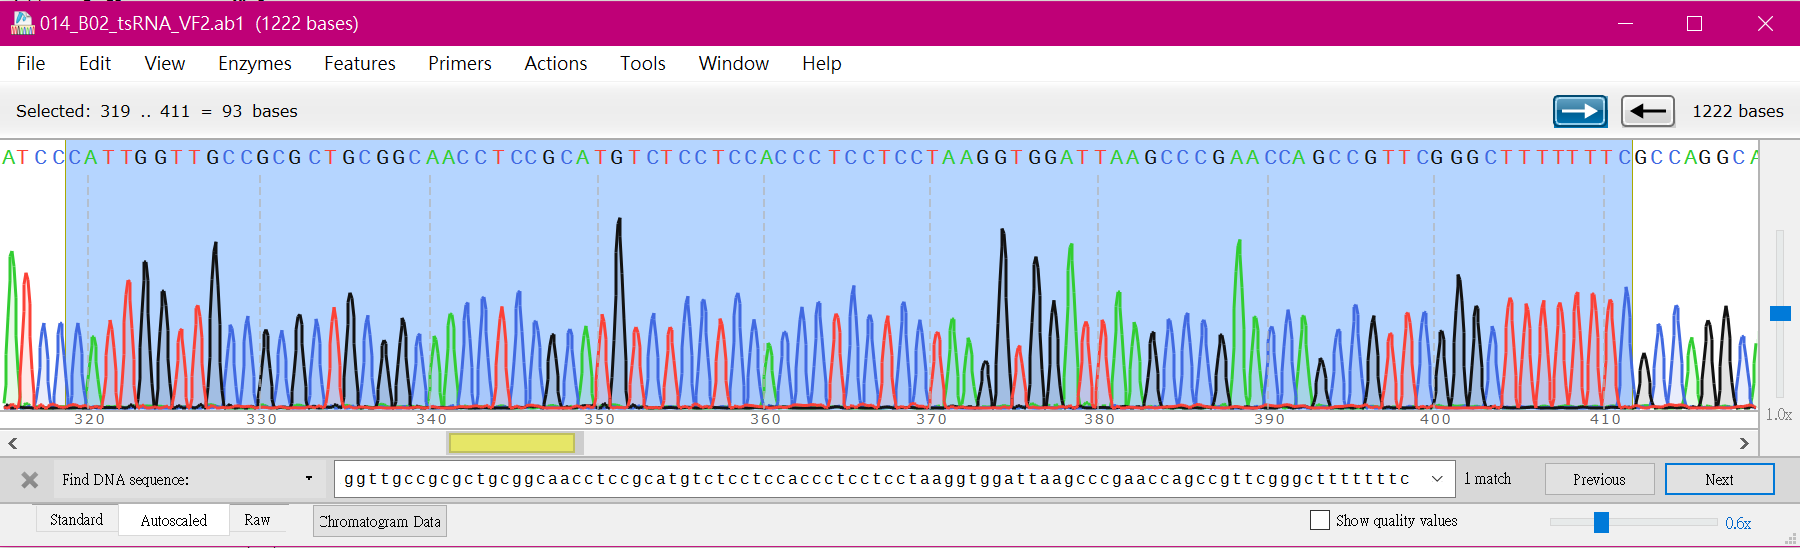 014_B02_tsRNA_VF2.ab1 (1222 bases)
File Edit View Enzymes Features Primers Actions Tools Window Help
Selected: 319 .. 411 = 93 bases 1222 bases
ATCCCATTGGTTGCCGCGCTGCGGCAACCTCCGCATGTCTCCTCCACCCTCCTCCTAAGGTGGATTAAGCCCGAACCAGCCGTTCGGGCTTTTTTTCGCCAGGCA
320 330 340 350 360 370 380 390 400 410
1.0x
Find DNA sequence: ggttgccgcgctgcggcaacctccgcatgtctcctccaccctcctcctaaggtggattaagcccgaaccagccgttcgggctttttttc 1 match Previous Next
Standard Autoscaled Raw Chromatogram Data Show quality values 0.6x